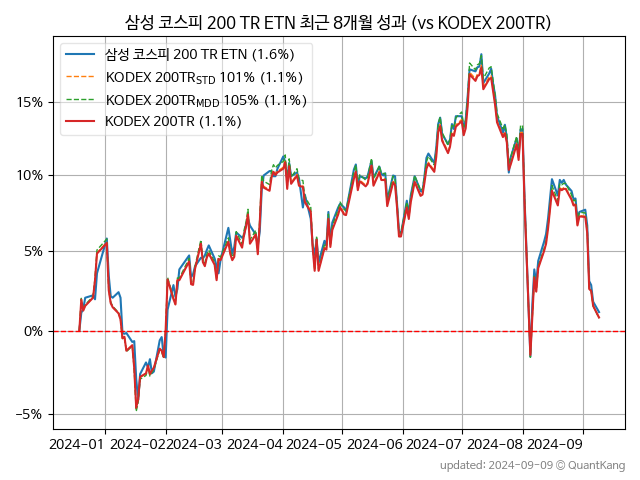 삼성 코스피 200 TR ETN 최근 8개월 성과 (vs KODEX 200TR)
삼성 코스피 200 TR ETN (1.6%)
KODEX 200TR_STD 101% (1.1%)
KODEX 200TR_MDD 105% (1.1%)
KODEX 200TR (1.1%)
15%
10%
5%
0%
−5%
2024-01 2024-02 2024-03 2024-04 2024-05 2024-06 2024-07 2024-08 2024-09
updated: 2024-09-09 © QuantKang